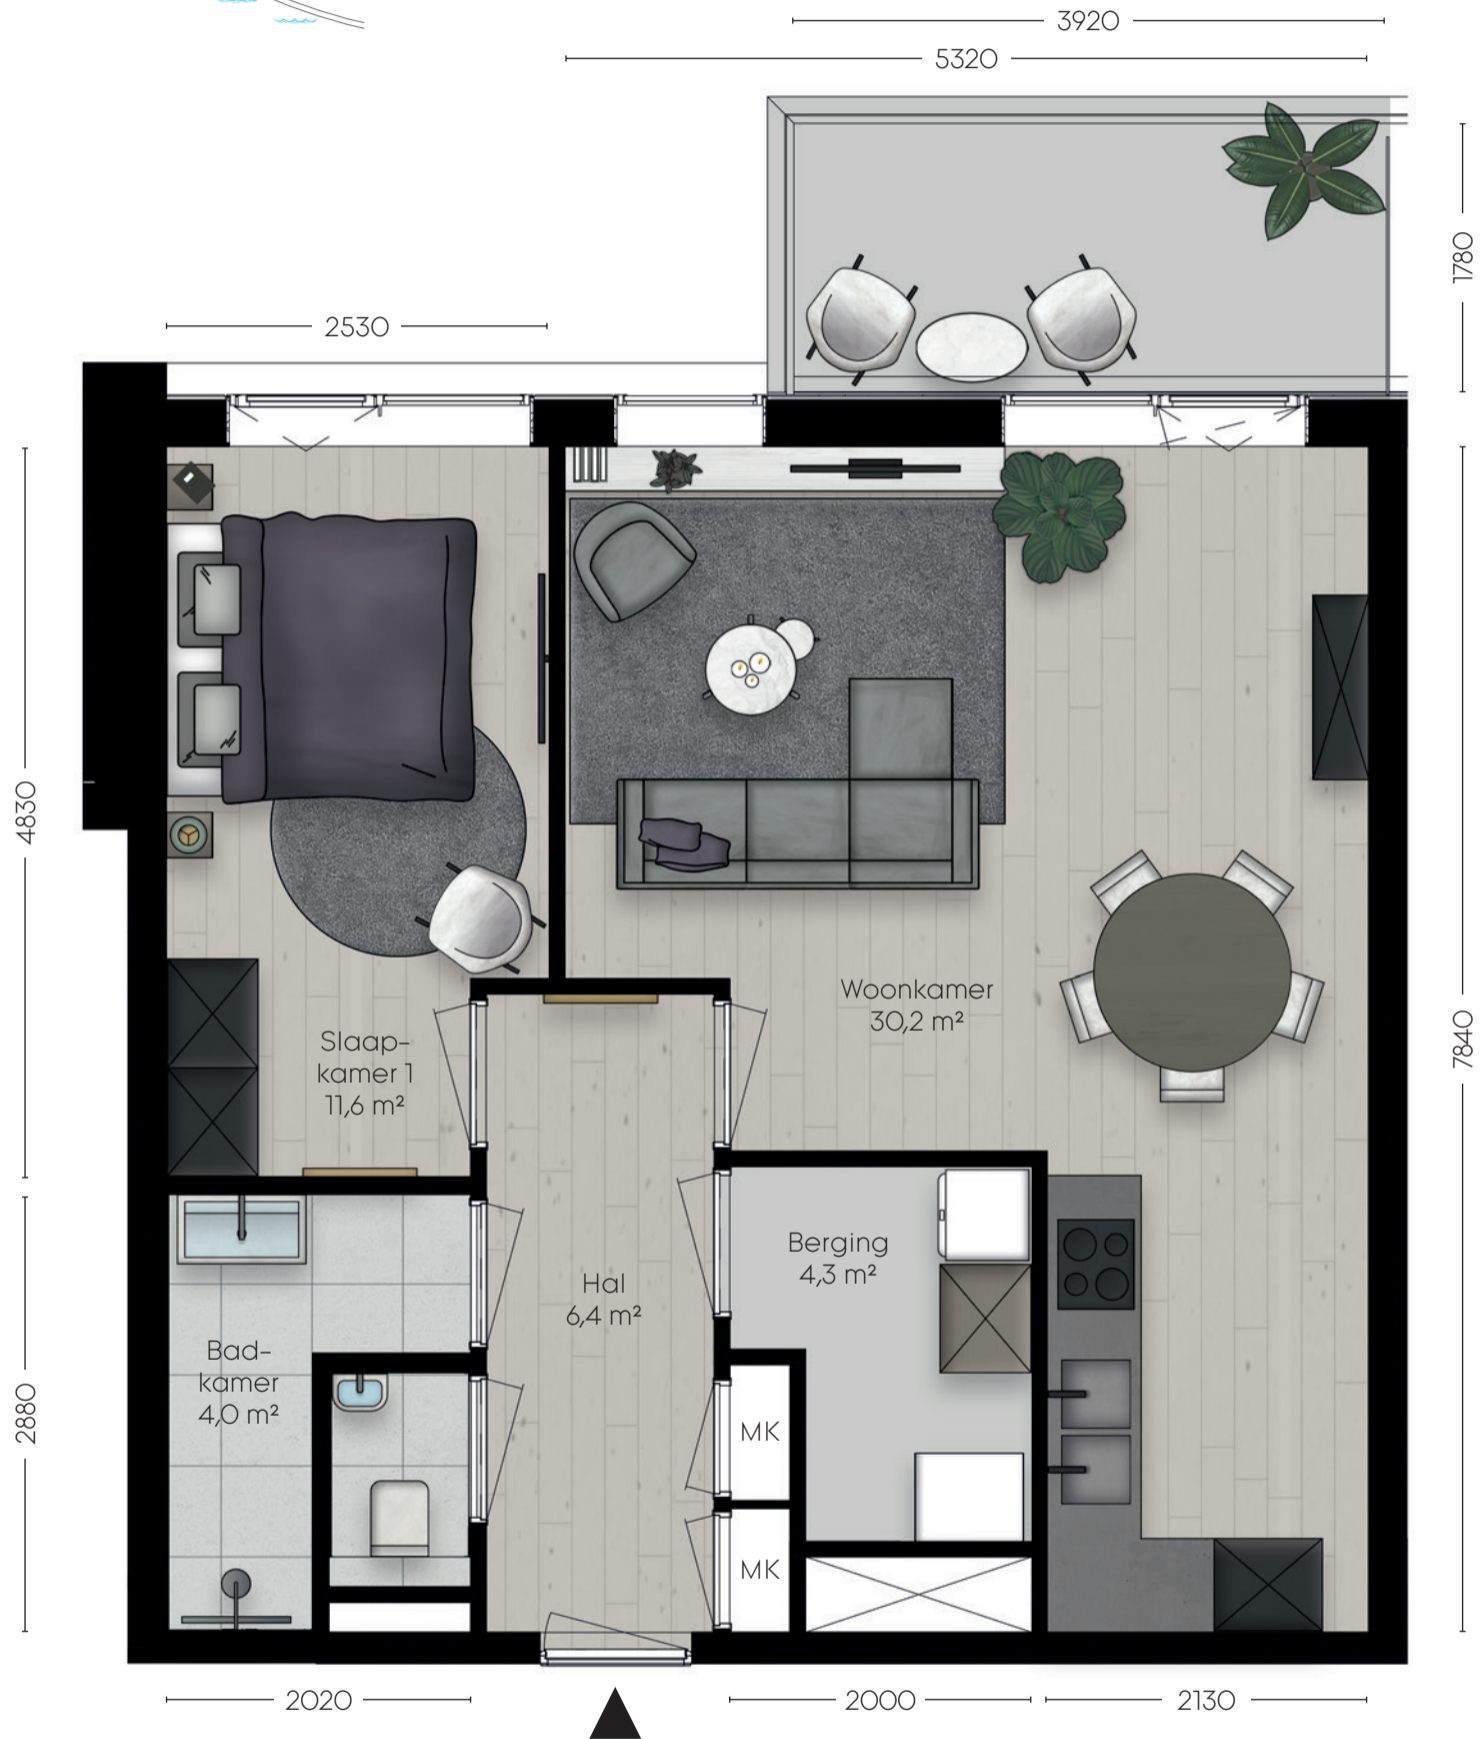 3920
5320
1780
2530
4830
7840
Woonkamer
30,2 m²
Slaap-
kamer 1
11,6 m²
Berging
4,3 m²
Hal
6,4 m²
Bad-
kamer
4,0 m²
2880
MK
MK
2020
2000
2130